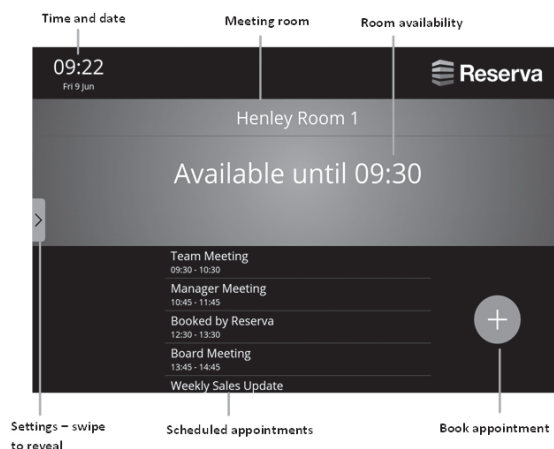 Time and date
Meeting room
Room availability
09:22
Fri 9 Jun
Reserva
Henley Room 1
Available until 09:30
Team Meeting
09:30 - 10:30
Manager Meeting
10:45 - 11:45
Booked by Reserva
12:30 - 13:30
Board Meeting
13:45 - 14:45
Weekly Sales Update
Settings – swipe
to reveal
Scheduled appointments
Book appointment